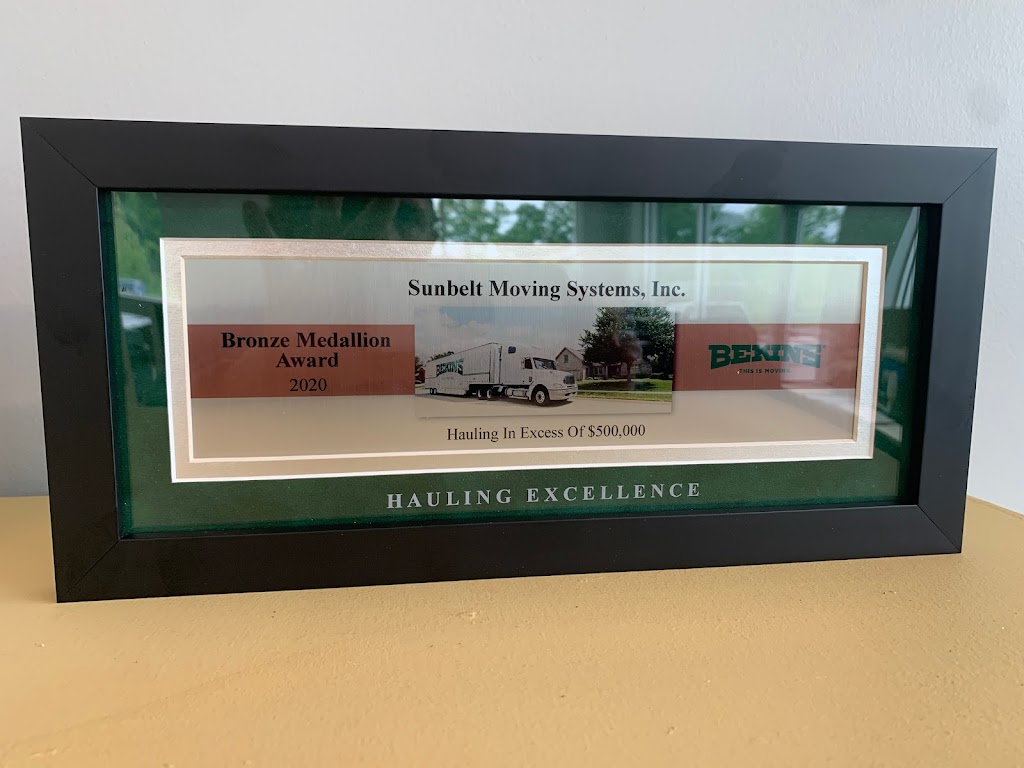 Sunbelt Moving Systems, Inc.
Bronze Medallion
Award
2020
BEKINS
BEKINS
THIS IS MOVING
Hauling In Excess Of $500,000
HAULING EXCELLENCE